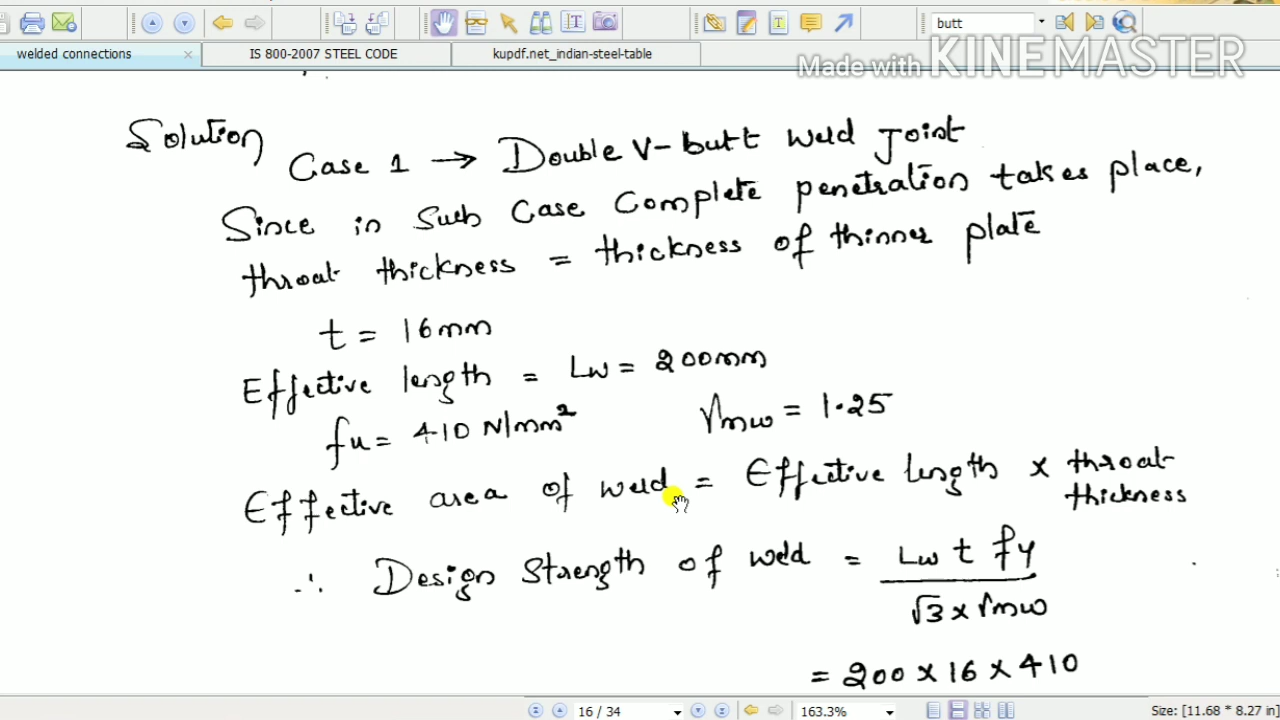 butt
Made with KINEMASTER
welded connections
IS 800-2007 STEEL CODE
kupdf.net_indian-steel-table
Solution
Case 1 → Double V-butt weld Joint
Since in such case complete penetration takes place,
throat thickness = thickness of thinner plate
t = 16mm
Effective length = Lw = 200mm
fu = 410 N/mm² γmw = 1.25
Effective area of weld = Effective length × throat thickness
∴ Design strength of weld = Lw t fy
√3 × γmw
= 200 × 16 × 410
16 / 34
163.3%
Size: [11.68 * 8.27 in]